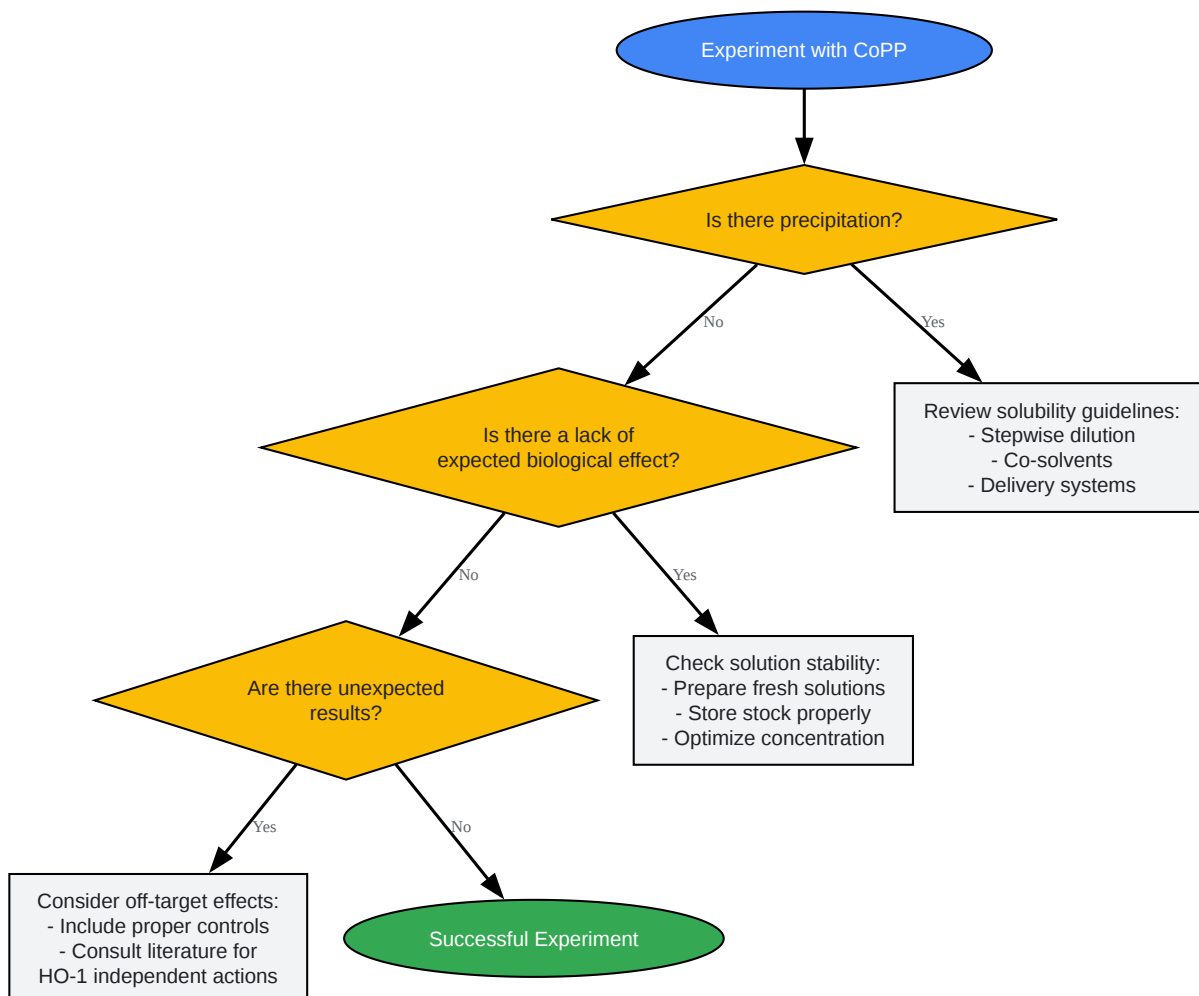 Experiment with CoPP
Is there precipitation?
No
Yes
Is there a lack of
expected biological effect?
Review solubility guidelines:
- Stepwise dilution
- Co-solvents
- Delivery systems
No
Yes
Are there unexpected
results?
Check solution stability:
- Prepare fresh solutions
- Store stock properly
- Optimize concentration
Yes
No
Consider off-target effects:
- Include proper controls
- Consult literature for
HO-1 independent actions
Successful Experiment